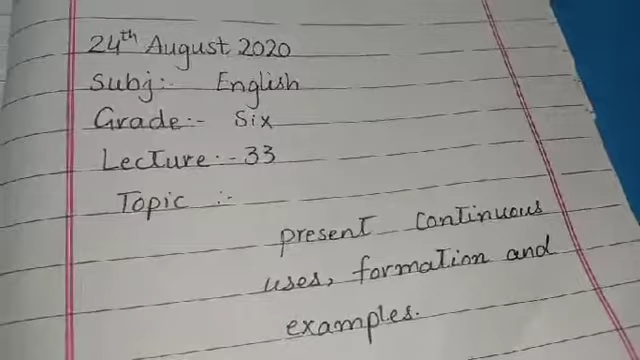 24th August 2020
Subj:- English
Grade:- Six
Lecture:- 33
Topic :-
present continuous
uses, formation and
examples.